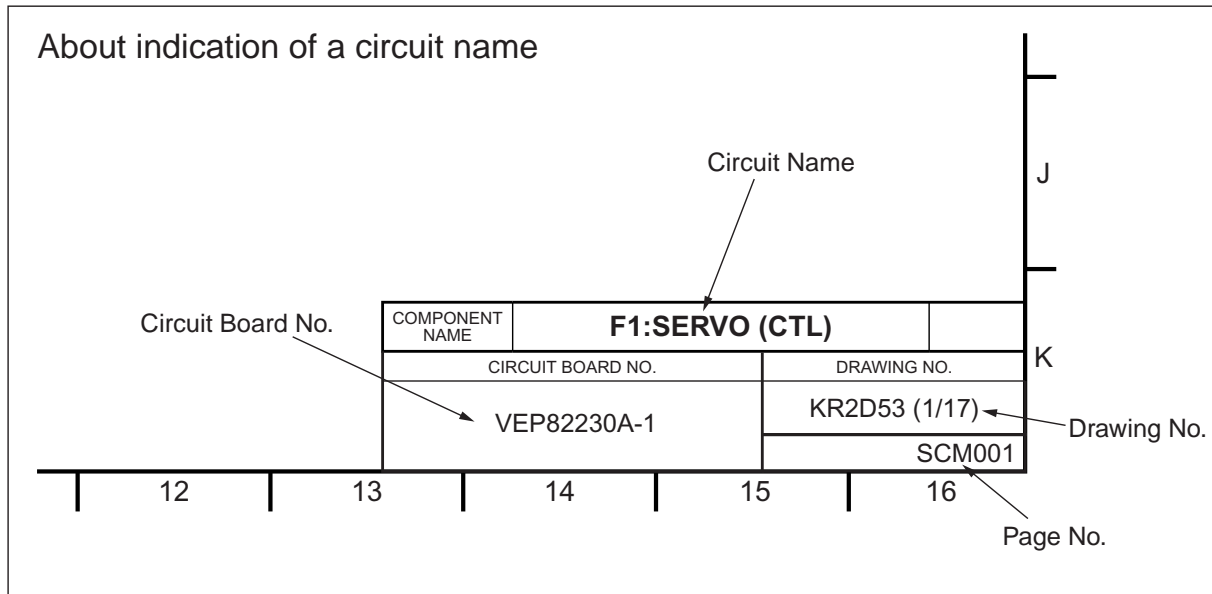 About indication of a circuit name
Circuit Name
J
Circuit Board No.
COMPONENT
NAME
F1:SERVO (CTL)
K
CIRCUIT BOARD NO.
DRAWING NO.
VEP82230A-1
KR2D53 (1/17)
Drawing No.
SCM001
12 13 14 15 16
Page No.